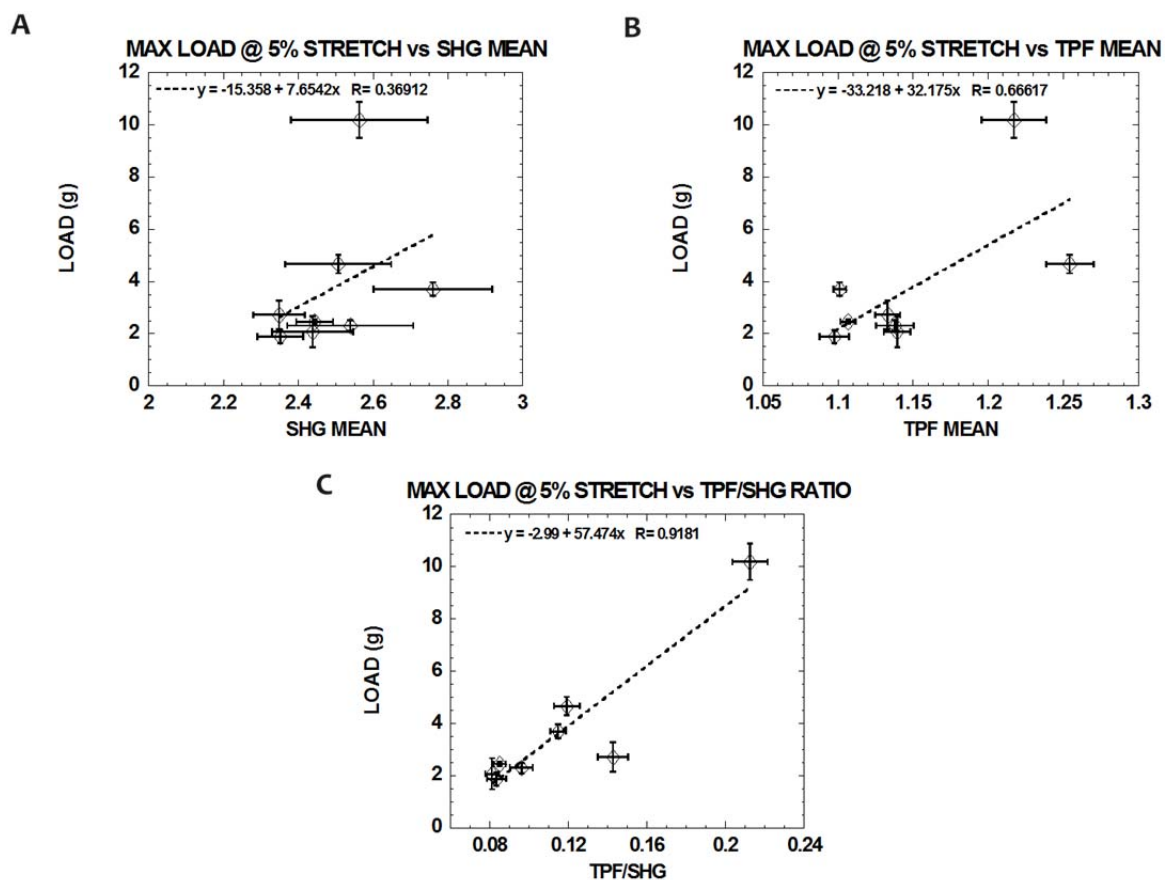 A
MAX LOAD @ 5% STRETCH vs SHG MEAN
y = -15.358 + 7.6542x R= 0.36912
12
10
8
6
4
2
0
LOAD (g)
2 2.2 2.4 2.6 2.8 3
SHG MEAN
B
MAX LOAD @ 5% STRETCH vs TPF MEAN
y = -33.218 + 32.175x R= 0.66617
12
10
8
6
4
2
0
LOAD (g)
1.05 1.1 1.15 1.2 1.25 1.3
TPF MEAN
C
MAX LOAD @ 5% STRETCH vs TPF/SHG RATIO
y = -2.99 + 57.474x R= 0.9181
12
10
8
6
4
2
0
LOAD (g)
0.08 0.12 0.16 0.2 0.24
TPF/SHG